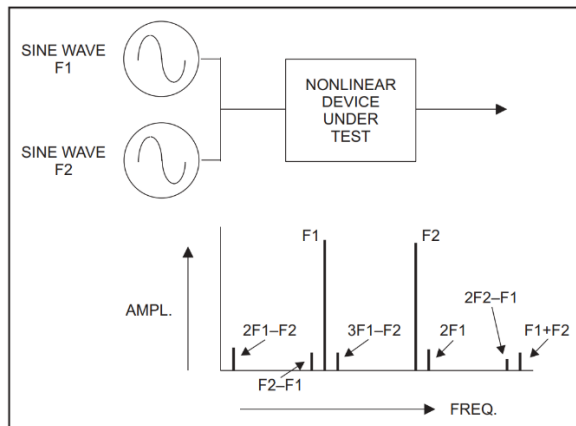 SINE WAVE
F1
NONLINEAR
DEVICE
UNDER
TEST
SINE WAVE
F2
F1
F2
2F2–F1
AMPL.
2F1–F2
3F1–F2
2F1
F1+F2
F2–F1
FREQ.